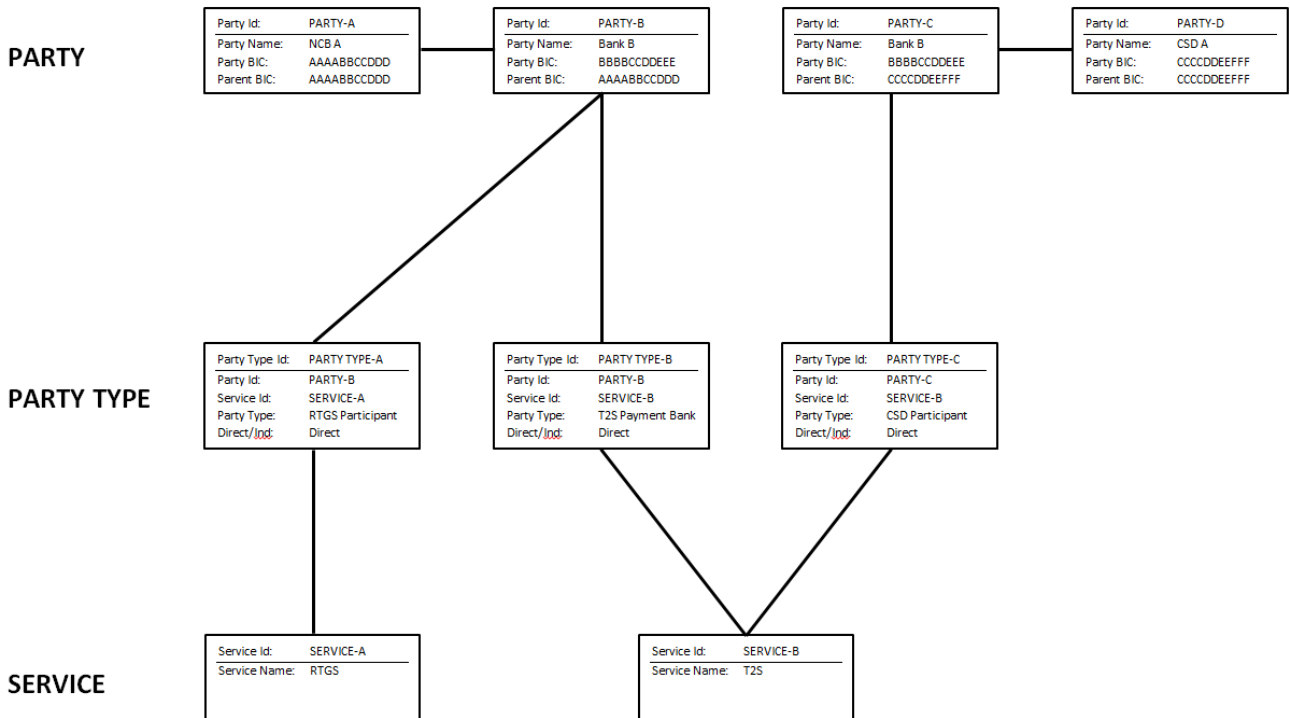 PARTY
Party Id: PARTY-A
Party Name: NCB A
Party BIC: AAAABBCCDDD
Parent BIC: AAAABBCCDDD
Party Id: PARTY-B
Party Name: Bank B
Party BIC: BBBBCCDDEEE
Parent BIC: AAAABBCCDDD
Party Id: PARTY-C
Party Name: Bank B
Party BIC: BBBBCCDDEEE
Parent BIC: CCCCDDEEFFF
Party Id: PARTY-D
Party Name: CSD A
Party BIC: CCCCDDEEFFF
Parent BIC: CCCCDDEEFFF
PARTY TYPE
Party Type Id: PARTY TYPE-A
Party Id: PARTY-B
Service Id: SERVICE-A
Party Type: RTGS Participant
Direct/Ind: Direct
Party Type Id: PARTY TYPE-B
Party Id: PARTY-B
Service Id: SERVICE-B
Party Type: T2S Payment Bank
Direct/Ind: Direct
Party Type Id: PARTY TYPE-C
Party Id: PARTY-C
Service Id: SERVICE-B
Party Type: CSD Participant
Direct/Ind: Direct
SERVICE
Service Id: SERVICE-A
Service Name: RTGS
Service Id: SERVICE-B
Service Name: T2S